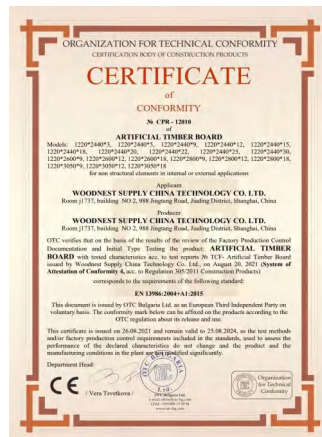 ORGANIZATION FOR TECHNICAL CONFORMITY
CERTIFICATION BODY OF CONSTRUCTION PRODUCTS
CERTIFICATE
of
CONFORMITY
№ CPR - 12010
of
ARTIFICIAL TIMBER BOARD
Models: 1220*2440*3, 1220*2440*5, 1220*2440*9, 1220*2440*12, 1220*2440*15,
1220*2440*18, 1220*2440*20, 1220*2440*22, 1220*2440*25, 1220*2440*30,
1220*2600*9, 1220*2600*12, 1220*2600*18, 1220*2800*9, 1220*2800*12, 1220*2800*18,
1220*3050*9, 1220*3050*12, 1220*3050*18
for non structural elements in internal or external applications
Applicant
WOODNEST SUPPLY CHINA TECHNOLOGY CO. LTD.
Room j1737, building NO 2, 988 Jingtang Road, Jiading District, Shanghai, China
Producer
WOODNEST SUPPLY CHINA TECHNOLOGY CO. LTD.
Room j1737, building NO 2, 988 Jingtang Road, Jiading District, Shanghai, China
OTC verifies that on the basis of the results of the review of the Factory Production Control
Documentation and Initial Type Testing the product: ARTIFICIAL TIMBER
BOARD with tested characteristics acc. to test reports № TCF- Artificial Timber Board
issued by Woodnest Supply China Technology Co. Ltd., on August 20, 2021 (System of
Attestation of Conformity 4, acc. to Regulation 305/2011 Construction Products)
corresponds to the requirements of the following standard:
EN 13986:2004+A1:2015
This document is issued by OTC Bulgaria Ltd. as an European Third Independent Party on
voluntary basis. The conformity mark below can be affixed on the products according to the
OTC regulation about its release and use.
This certificate is issued on 26.08.2021 and remain valid to 25.08.2024, as the test methods
and/or factory production control requirements included in the standards, used to assess the
performance of the declared characteristics do not change and the product and the
manufacturing conditions in the plant are not modified significantly.
Department Head:
CE
/ Vera Tsvetkova /
OTC Bulgaria Ltd.
Organization
for Technical
Conformity